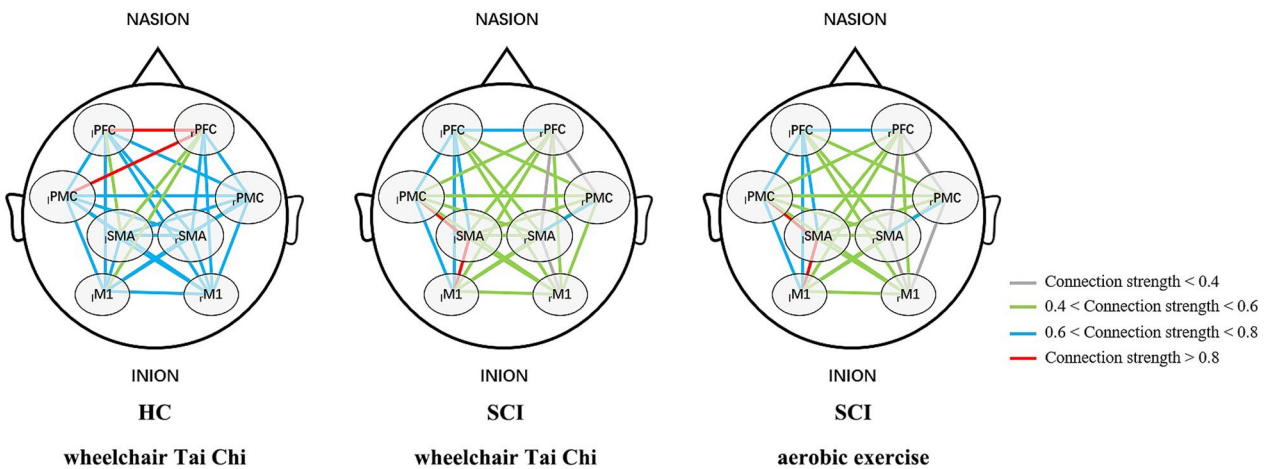 NASION
NASION
NASION
lPFC rPFC
lPFC rPFC
lPFC rPFC
lPMC rPMC
lPMC rPMC
lPMC rPMC
lSMA rSMA
lSMA rSMA
lSMA rSMA
lM1 rM1
lM1 rM1
lM1 rM1
INION
INION
INION
HC
SCI
SCI
wheelchair Tai Chi
wheelchair Tai Chi
aerobic exercise
Connection strength < 0.4
0.4 < Connection strength < 0.6
0.6 < Connection strength < 0.8
Connection strength > 0.8